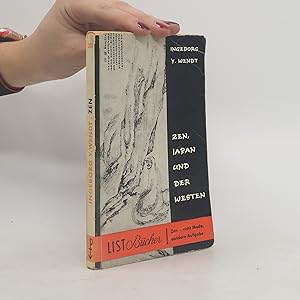 INGEBORG
Y. WENDT
ZEN,
JAPAN
UND
DER
WESTEN
LIST Bücher
Zen - nicht Mode,
sondern Aufgabe
INGEBORG Y. WENDT · ZEN